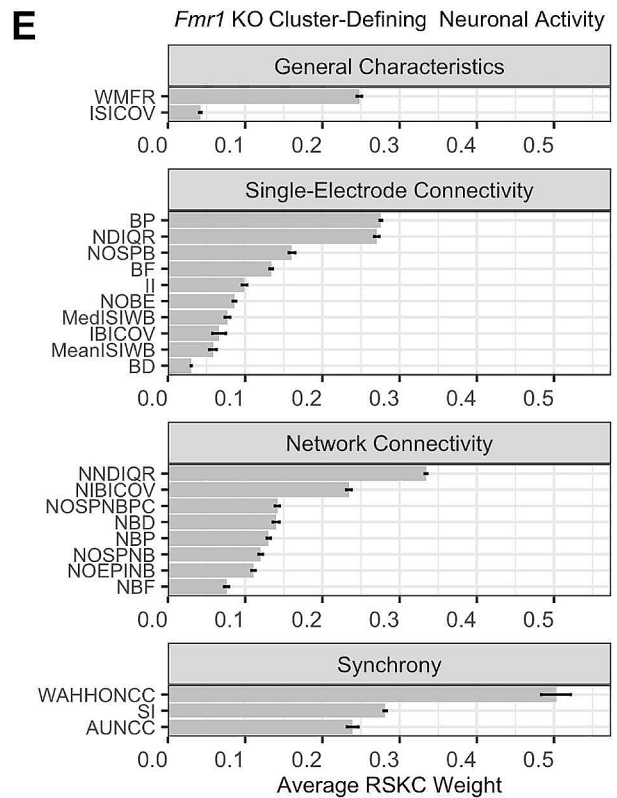 E
Fmr1 KO Cluster-Defining Neuronal Activity
General Characteristics
WMFR
ISICOV
0.0 0.1 0.2 0.3 0.4 0.5
Single-Electrode Connectivity
BP
NDIQR
NOSPB
BF
II
NOBE
MedISIWB
IBICOV
MeanISIWB
BD
0.0 0.1 0.2 0.3 0.4 0.5
Network Connectivity
NNDIQR
NIBICOV
NOSPNBPC
NBD
NBP
NOSPNB
NOEPINB
NBF
0.0 0.1 0.2 0.3 0.4 0.5
Synchrony
WAHHONCC
SI
AUNCC
0.0 0.1 0.2 0.3 0.4 0.5
Average RSKC Weight